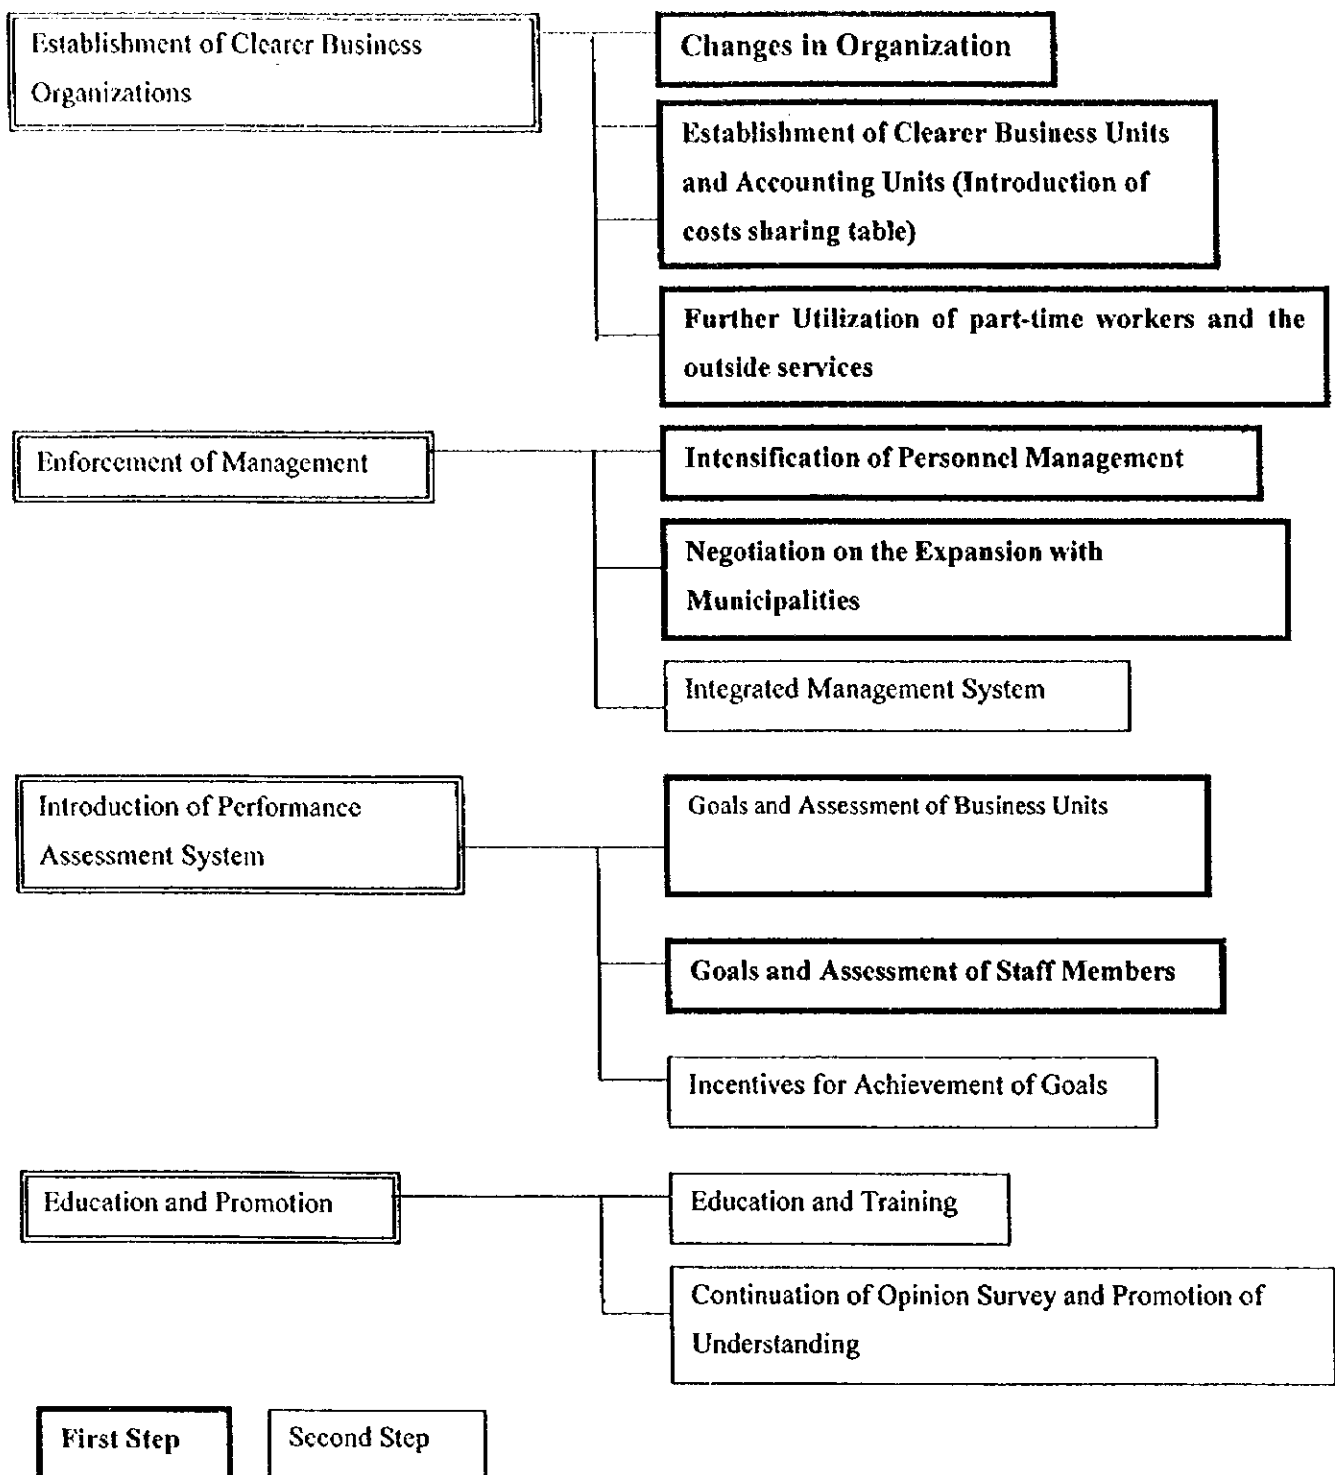 Establishment of Clearer Business
Organizations
Changes in Organization
Establishment of Clearer Business Units
and Accounting Units (Introduction of
costs sharing table)
Further Utilization of part-time workers and the
outside services
Enforcement of Management
Intensification of Personnel Management
Negotiation on the Expansion with
Municipalities
Integrated Management System
Introduction of Performance
Assessment System
Goals and Assessment of Business Units
Goals and Assessment of Staff Members
Incentives for Achievement of Goals
Education and Promotion
Education and Training
Continuation of Opinion Survey and Promotion of
Understanding
First Step
Second Step